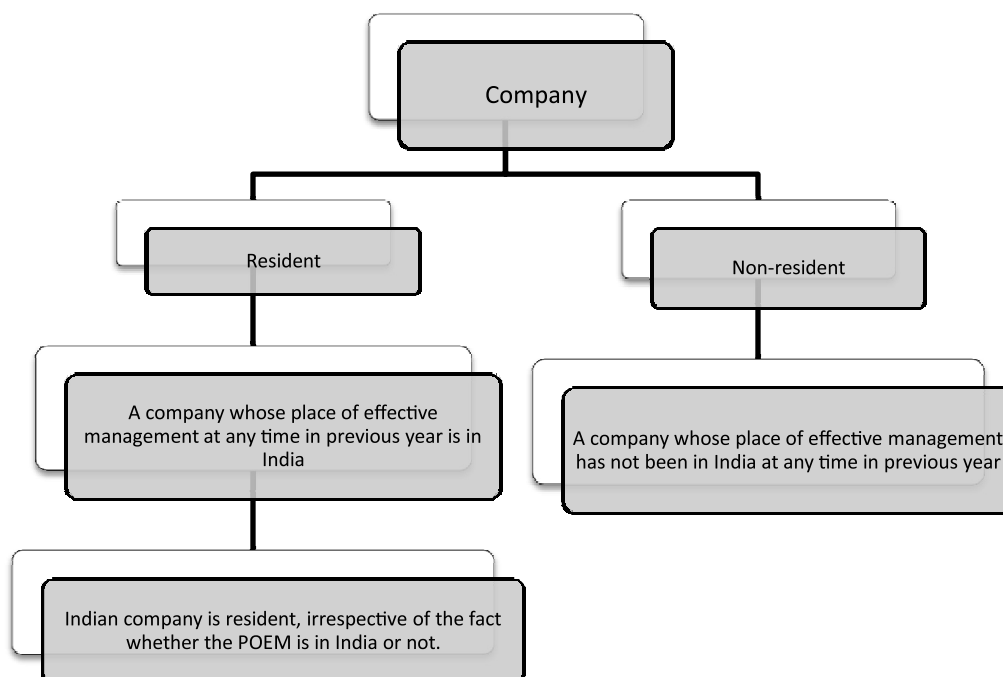 Company
Resident
Non-resident
A company whose place of effective
management at any time in previous year is in
India
A company whose place of effective management
has not been in India at any time in previous year
Indian company is resident, irrespective of the fact
whether the POEM is in India or not.